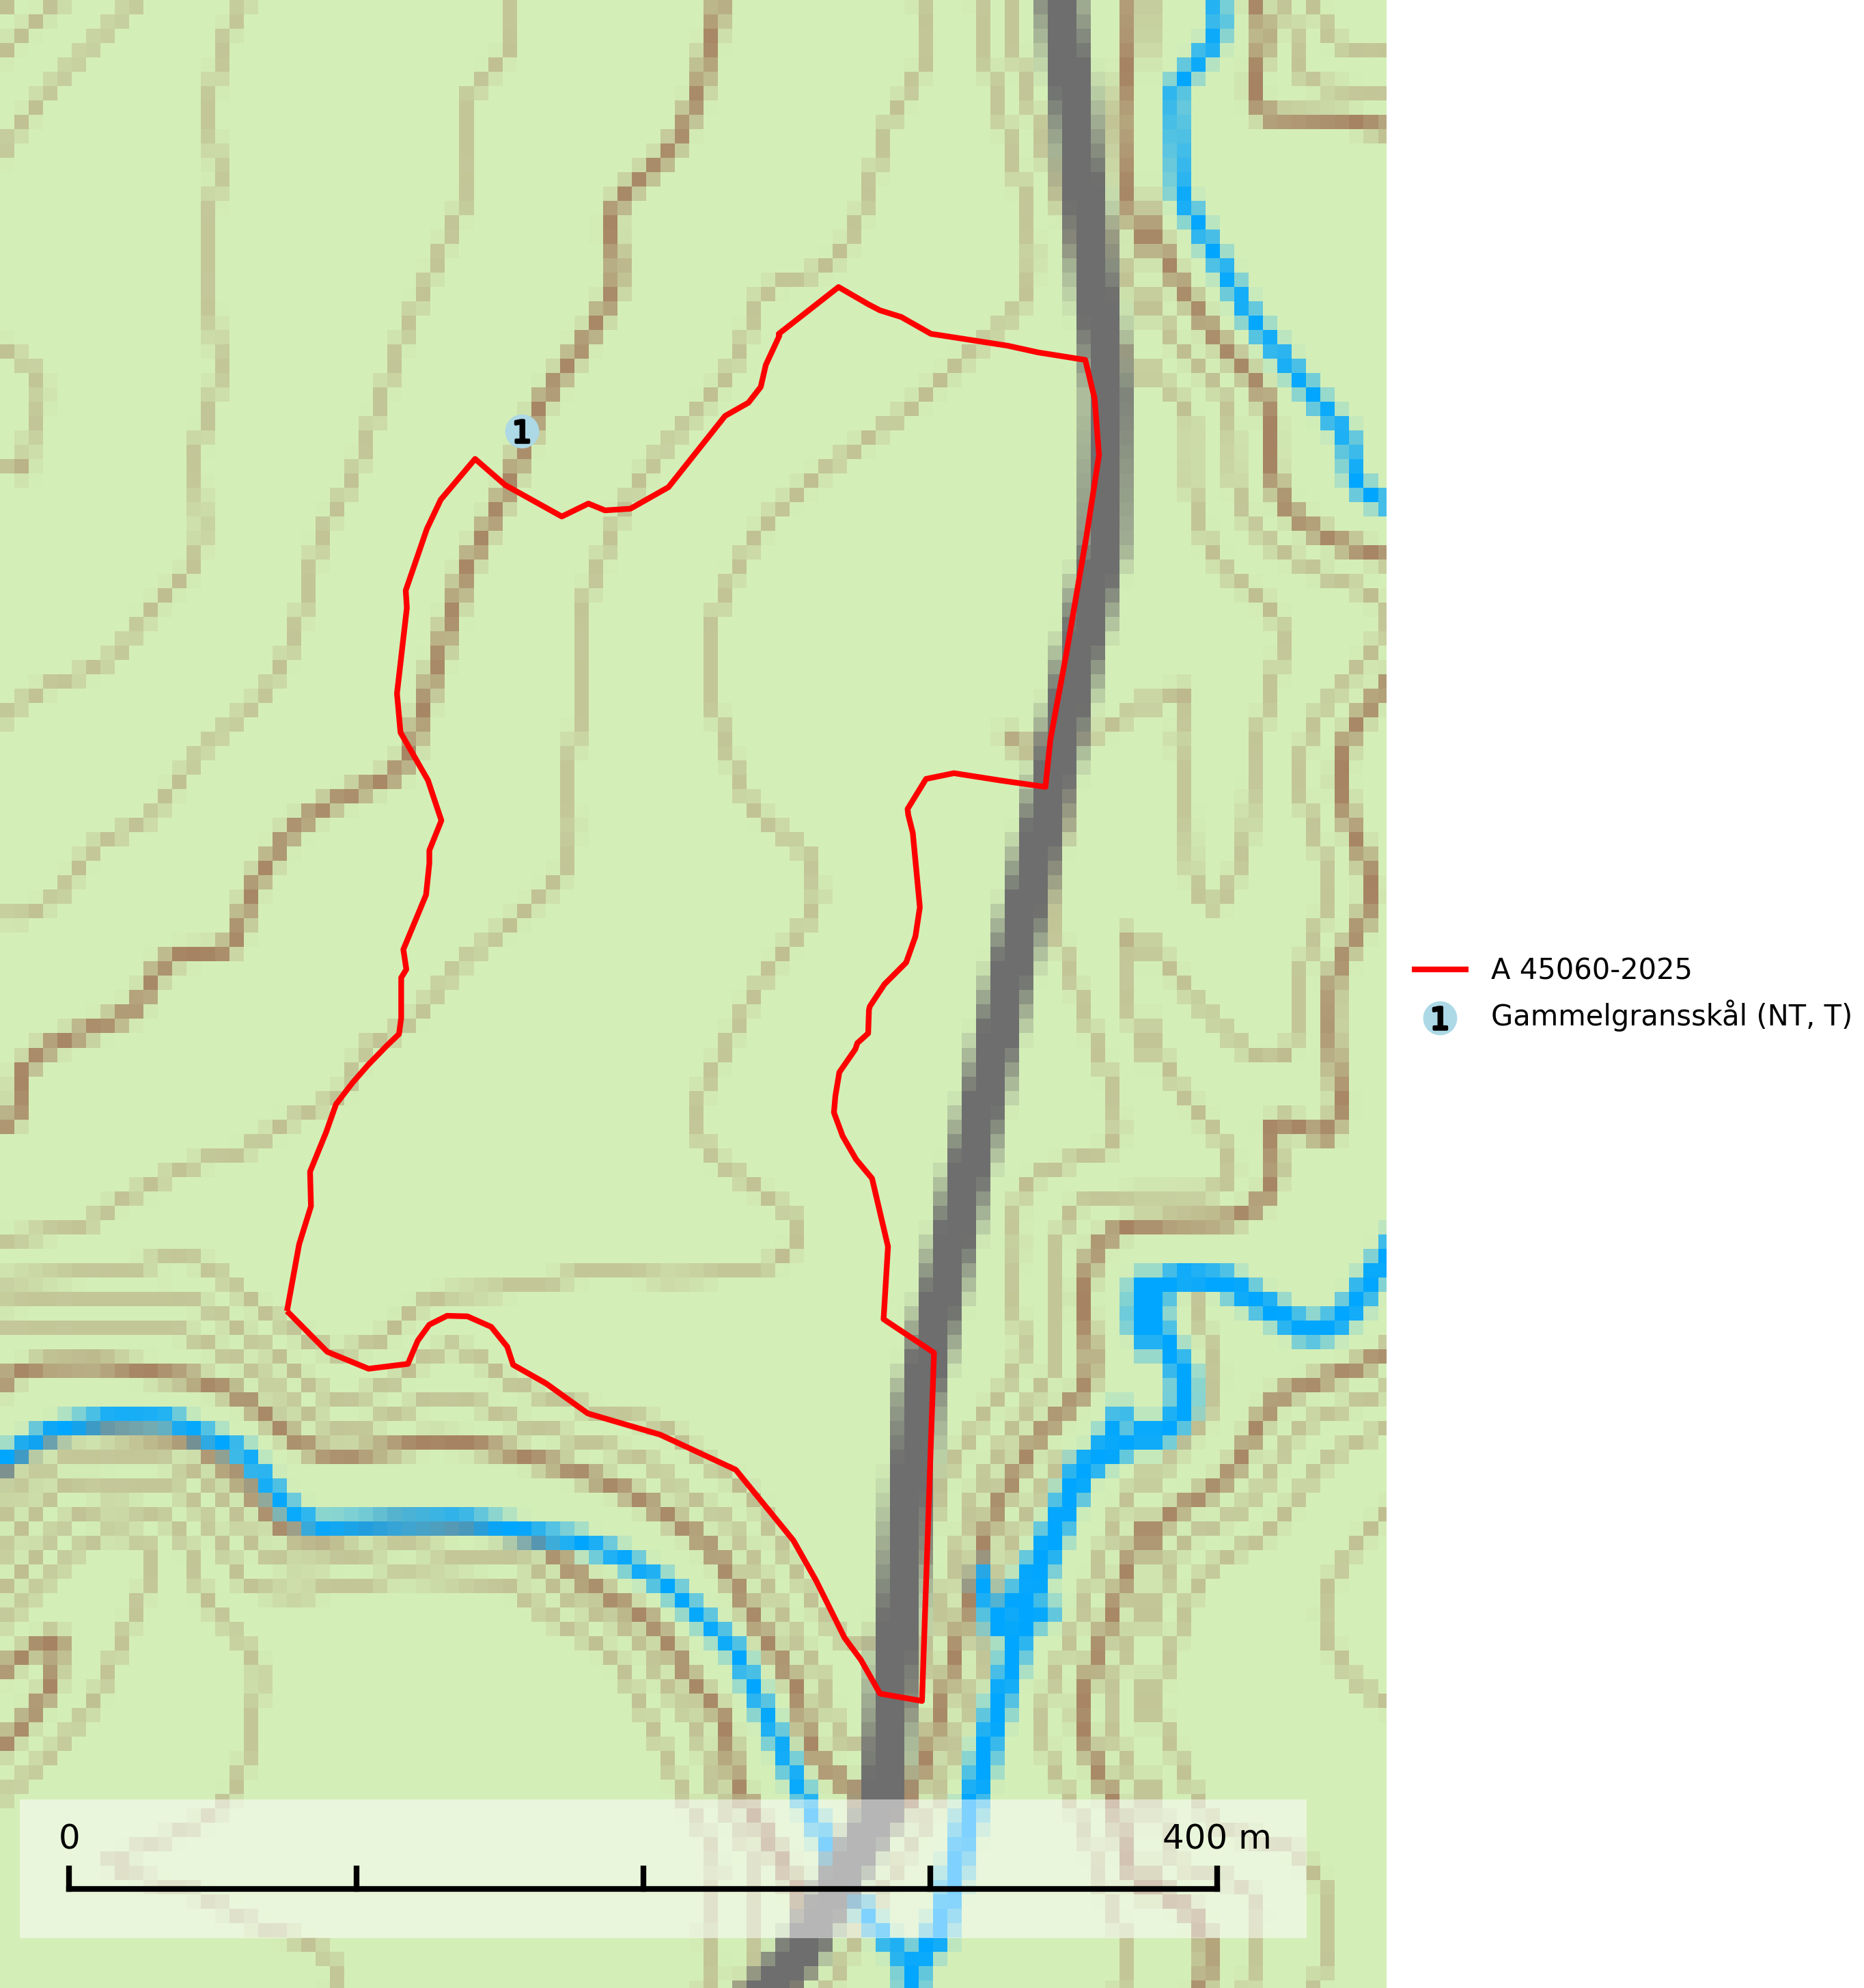 1
A 45060-2025
1 Gammelgransskål (NT, T)
0 400 m